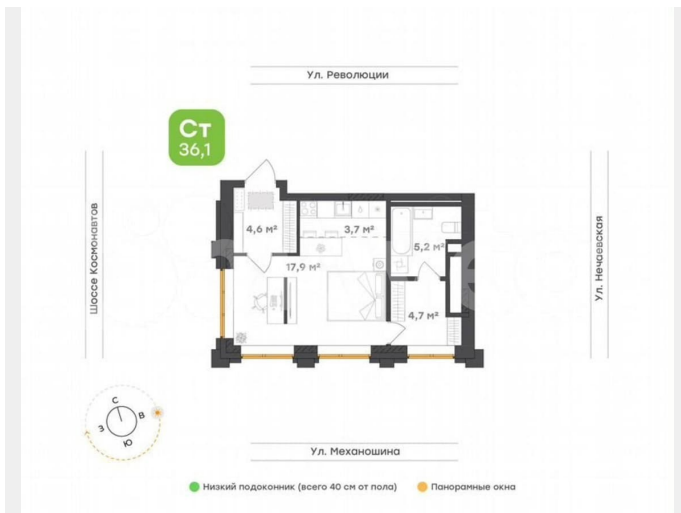 Ул. Революции
Ст
36,1
4,6 м²
3,7 м²
5,2 м²
17,9 м²
4,7 м²
Шоссе Космонавтов
Ул. Нечаевская
С
В
З
Ю
Ул. Механошина
Низкий подоконник (всего 40 см от пола)
Панорамные окна